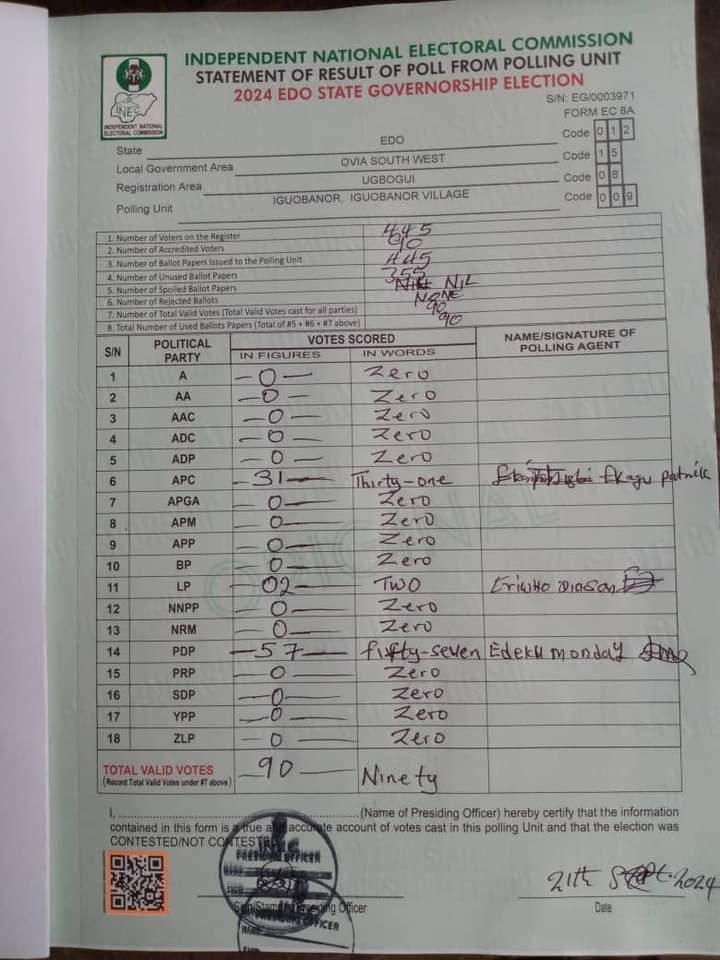 INDEPENDENT NATIONAL ELECTORAL COMMISSION
STATEMENT OF RESULT OF POLL FROM POLLING UNIT
2024 EDO STATE GOVERNORSHIP ELECTION
INEC
INDEPENDENT NATIONAL
ELECTORAL COMMISSION
S/N: EG/0003971
FORM EC 8A
State EDO Code 0 1 2
Local Government Area OVIA SOUTH WEST Code 1 5
Registration Area UGBOGUI Code 0 8
Polling Unit IGUOBANOR, IGUOBANOR VILLAGE Code 0 0 9
1. Number of Voters on the Register 445
2. Number of Accredited Voters 90
3. Number of Ballot Papers Issued to the Polling Unit 445
4. Number of Unused Ballot Papers 355
5. Number of Spoiled Ballot Papers NIL
6. Number of Rejected Ballots NONE
7. Number of Total Valid Votes (Total Valid Votes cast for all parties) 90
8. Total Number of Used Ballots Papers (Total of #5 + #6 + #7 above) 90
S/N POLITICAL PARTY VOTES SCORED NAME/SIGNATURE OF POLLING AGENT
IN FIGURES IN WORDS
1 A -0- Zero
2 AA -0- Zero
3 AAC -0- Zero
4 ADC -0- Zero
5 ADP -0- Zero
6 APC -31- Thirty-one Ekayu patrick
7 APGA -0- Zero
8 APM -0- Zero
9 APP -0- Zero
10 BP -0- Zero
11 LP -02- TWO
12 NNPP -0- Zero
13 NRM -0- Zero
14 PDP -57- fifty-seven Edeku monday
15 PRP -0- Zero
16 SDP -0- Zero
17 YPP -0- Zero
18 ZLP -0- Zero
TOTAL VALID VOTES -90- Ninety
(Record Total Valid Votes under #7 above)
ORIGINAL
I, ............ (Name of Presiding Officer) hereby certify that the information
contained in this form is a true and accurate account of votes cast in this polling Unit and that the election was
CONTESTED/NOT CONTESTED
INEC
PRESIDING OFFICER
21th Sept. 2024
Sign/Stamp Presiding Officer Date
PRESIDING OFFICER